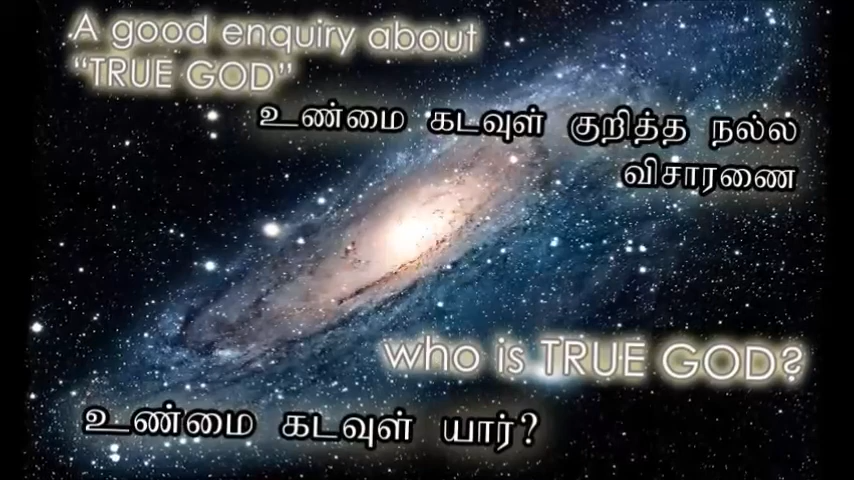 A good enquiry about
“TRUE GOD”
உண்மை கடவுள் குறித்த நல்ல
விசாரணை
who is TRUE GOD?
உண்மை கடவுள் யார்?